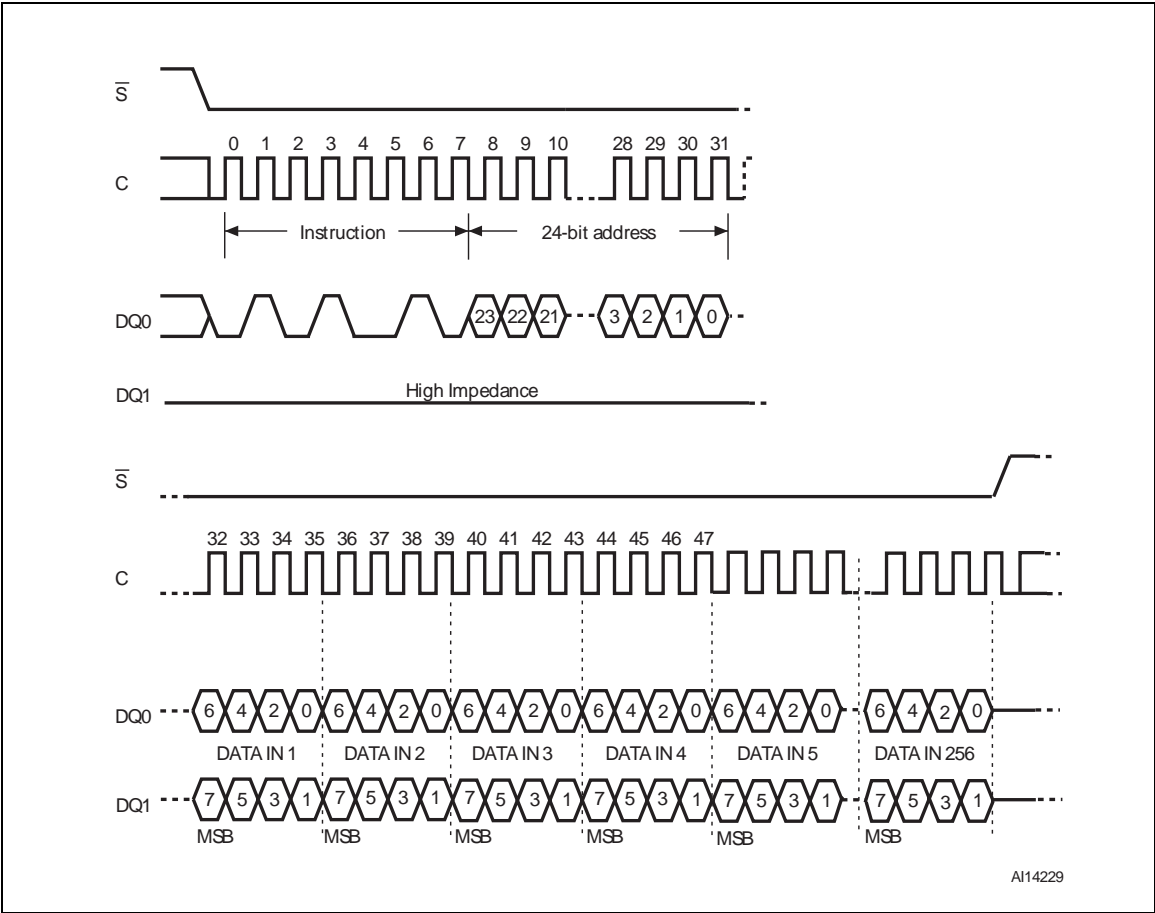 S
0 1 2 3 4 5 6 7 8 9 10 28 29 30 31
C
Instruction 24-bit address
DQ0 23 22 21 3 2 1 0
High Impedance
DQ1
S
32 33 34 35 36 37 38 39 40 41 42 43 44 45 46 47
C
DQ0 6 4 2 0 6 4 2 0 6 4 2 0 6 4 2 0 6 4 2 0 6 4 2 0
DATA IN 1 DATA IN 2 DATA IN 3 DATA IN 4 DATA IN 5 DATA IN 256
DQ1 7 5 3 1 7 5 3 1 7 5 3 1 7 5 3 1 7 5 3 1 7 5 3 1
MSB MSB MSB MSB MSB MSB
AI14229